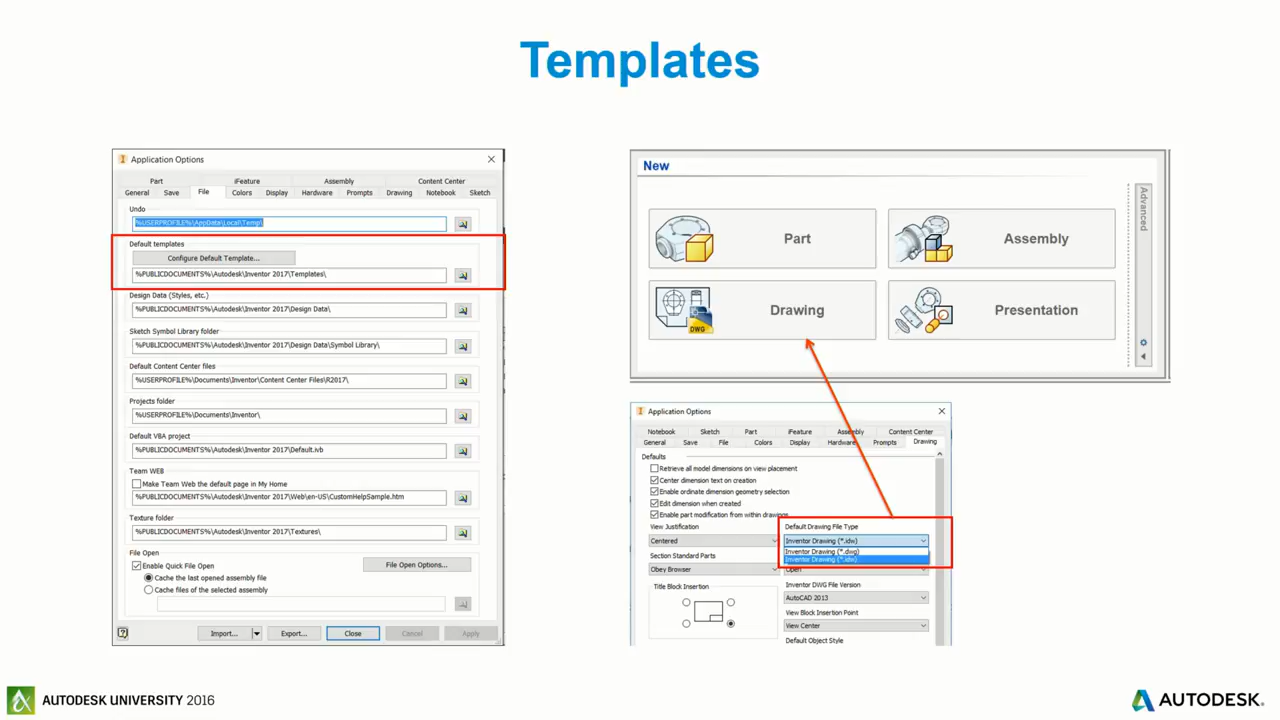 Templates
Application Options
Part iFeature Assembly Content Center
General Save File Colors Display Hardware Prompts Drawing Notebook Sketch
Undo
%USERPROFILE%\AppData\Local\Temp\
Default templates
Configure Default Template...
%PUBLICDOCUMENTS%\Autodesk\Inventor 2017\Templates\
Design Data (Styles, etc.)
%PUBLICDOCUMENTS%\Autodesk\Inventor 2017\Design Data\
Sketch Symbol Library folder
%PUBLICDOCUMENTS%\Autodesk\Inventor 2017\Design Data\Symbol Library\
Default Content Center files
%USERPROFILE%\Documents\Inventor\Content Center Files\R2017\
Projects folder
%USERPROFILE%\Documents\Inventor\
Default VBA project
%PUBLICDOCUMENTS%\Autodesk\Inventor 2017\Default.ivb
Team WEB
Make Team Web the default page in My Home
%PUBLICDOCUMENTS%\Autodesk\Inventor 2017\Web\en-US\CustomHelpSample.htm
Texture folder
%PUBLICDOCUMENTS%\Autodesk\Inventor 2017\Textures\
File Open
Enable Quick File Open
File Open Options...
Cache the last opened assembly file
Cache files of the selected assembly
Import... Export... Close Cancel Apply
New
Advanced
Part Assembly
Drawing Presentation
DWG
Application Options
Notebook Sketch Part iFeature Assembly Content Center
General Save File Colors Display Hardware Prompts Drawing
Defaults
Retrieve all model dimensions on view placement
Center dimension text on creation
Enable ordinate dimension geometry selection
Edit dimension when created
Enable part modification from within drawings
View Justification Default Drawing File Type
Centered Inventor Drawing (*.idw)
Inventor Drawing (*.dwg)
Section Standard Parts Inventor Drawing (*.idw)
Obey Browser Open
Title Block Insertion Inventor DWG File Version
AutoCAD 2013
View Block Insertion Point
View Center
Default Object Style
AUTODESK UNIVERSITY 2016
AUTODESK.